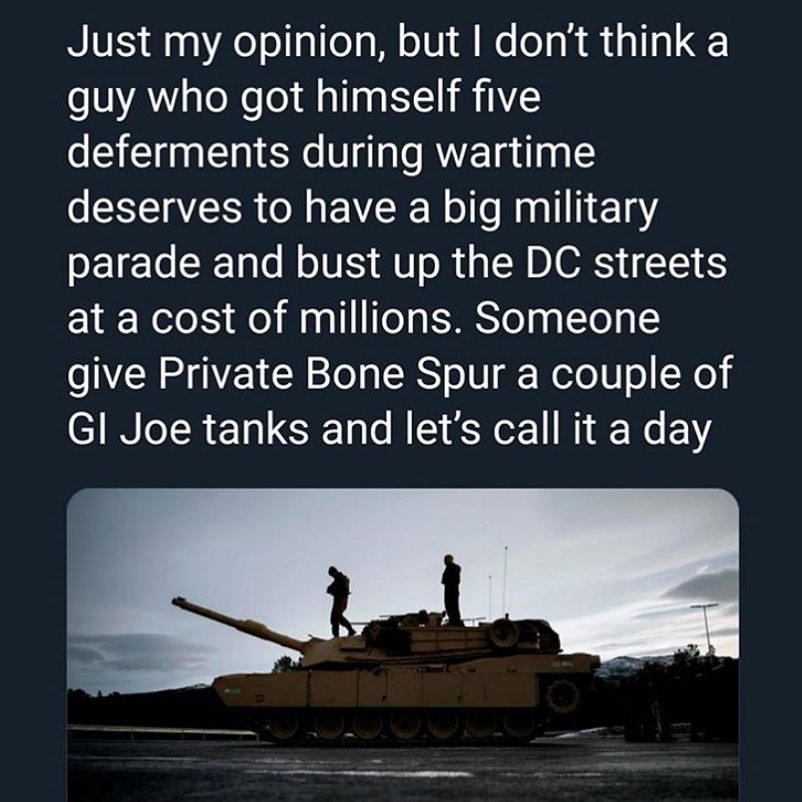 Just my opinion, but I don’t think a
guy who got himself five
deferments during wartime
deserves to have a big military
parade and bust up the DC streets
at a cost of millions. Someone
give Private Bone Spur a couple of
GI Joe tanks and let’s call it a day